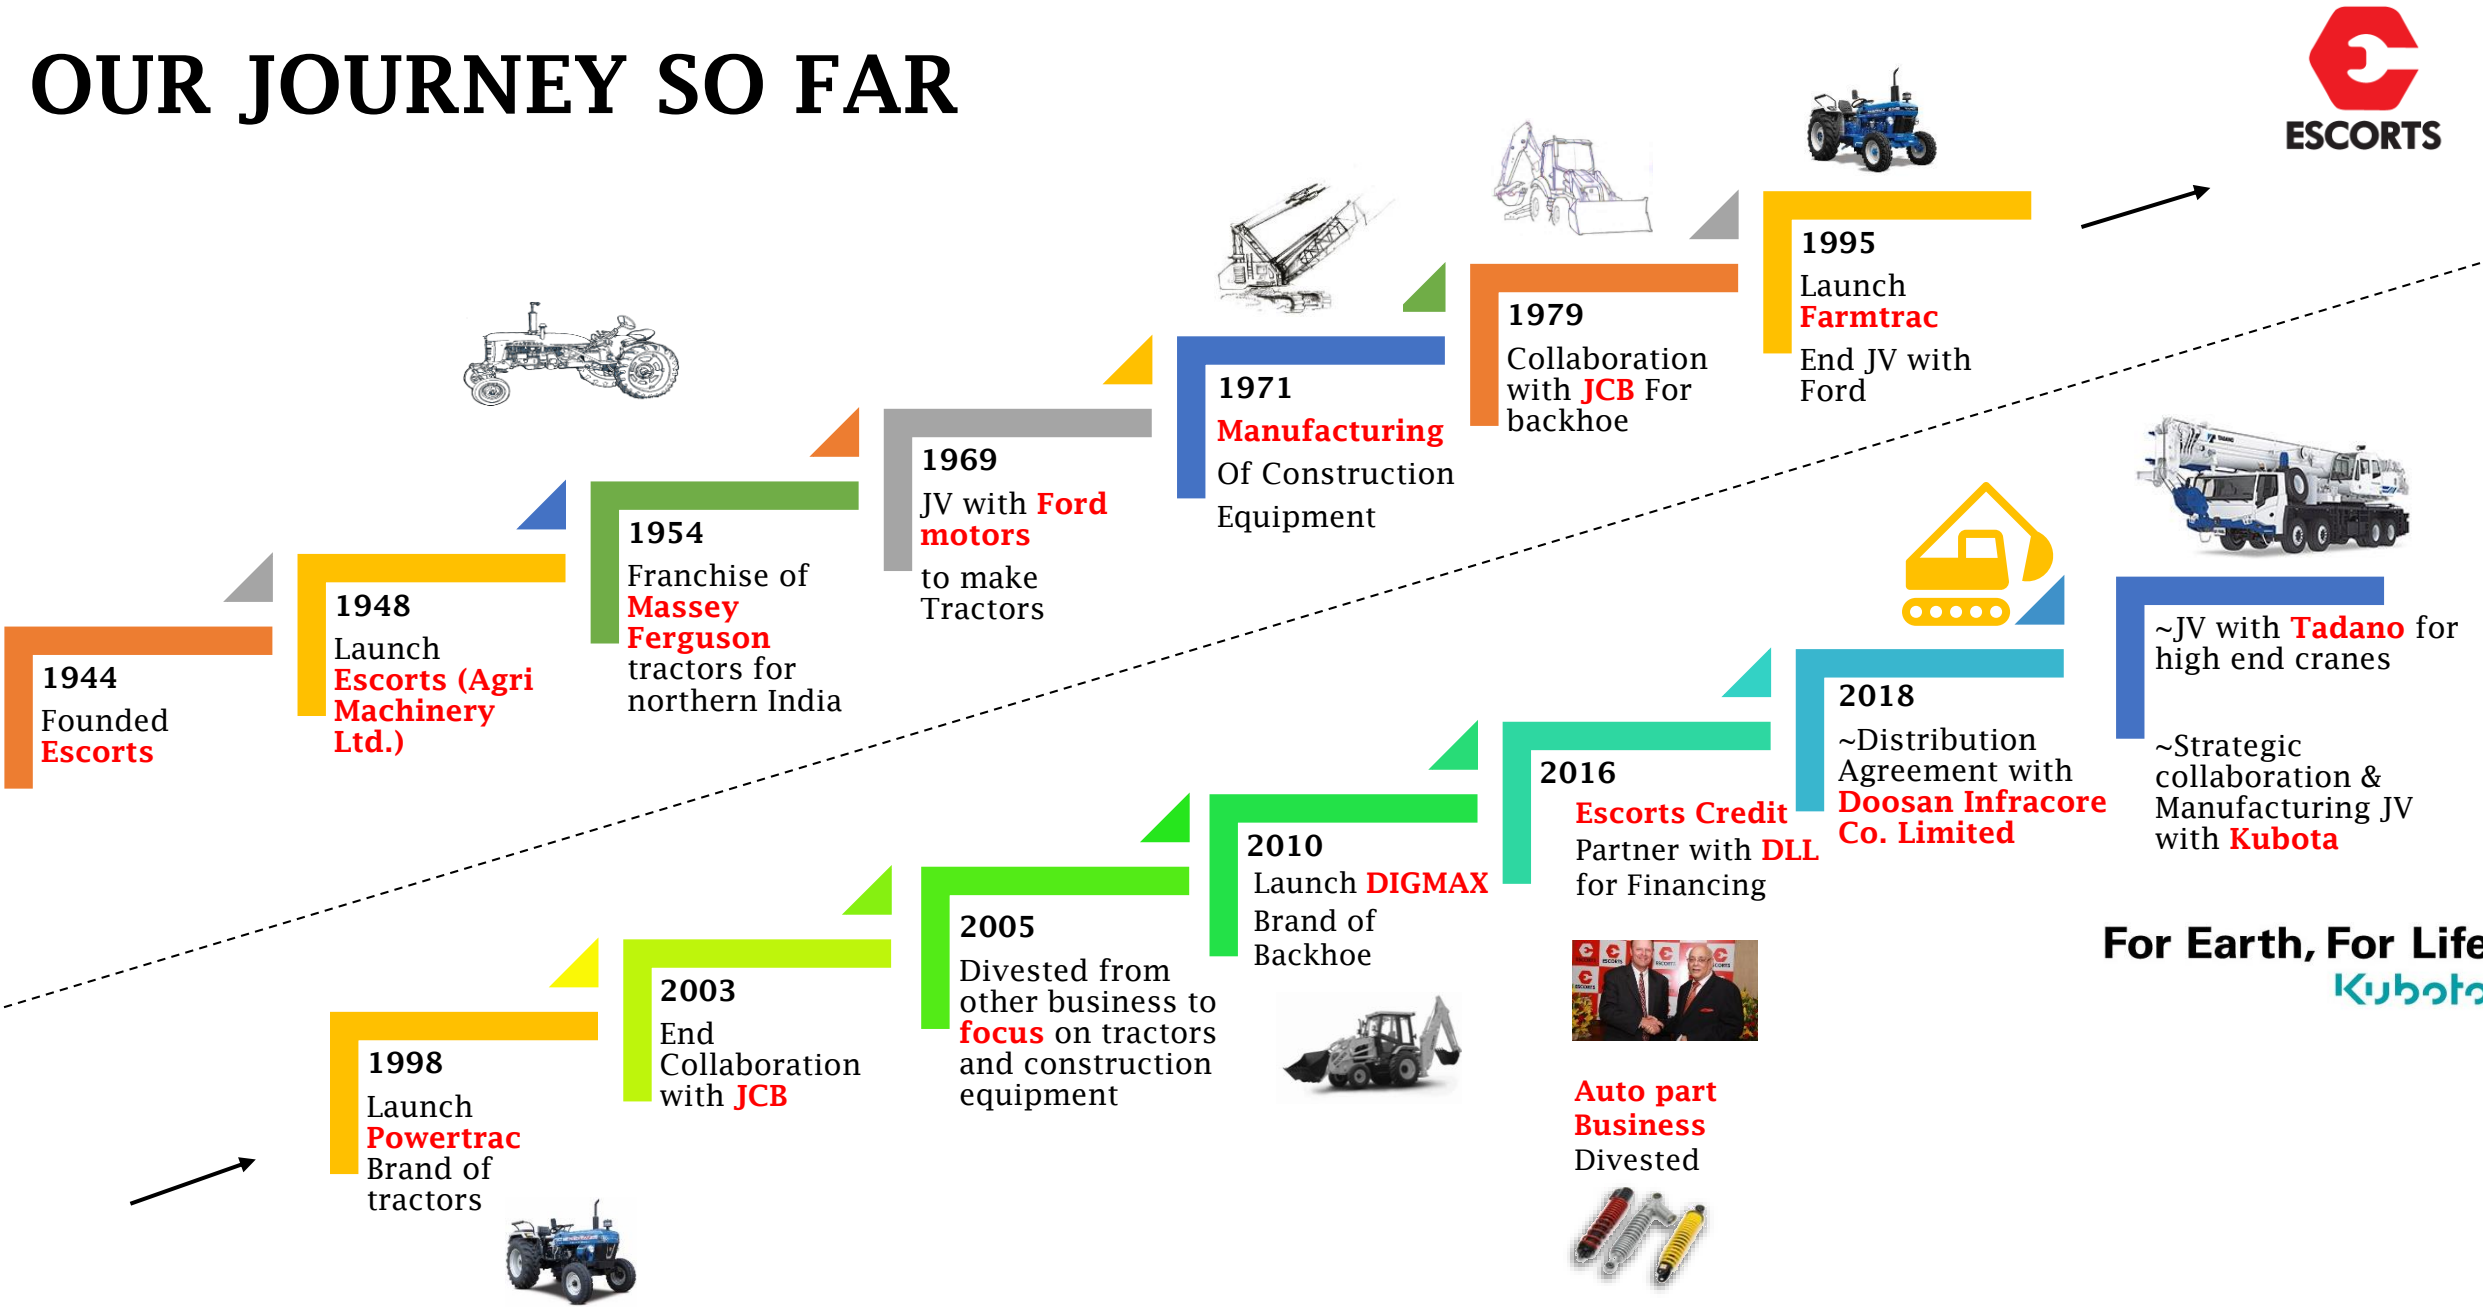 OUR JOURNEY SO FAR
ESCORTS
1944
Founded
Escorts
1948
Launch
Escorts (Agri
Machinery
Ltd.)
1954
Franchise of
Massey
Ferguson
tractors for
northern India
1969
JV with Ford
motors
to make
Tractors
1971
Manufacturing
Of Construction
Equipment
1979
Collaboration
with JCB For
backhoe
1995
Launch
Farmtrac
End JV with
Ford
1998
Launch
Powertrac
Brand of
tractors
2003
End
Collaboration
with JCB
2005
Divested from
other business to
focus on tractors
and construction
equipment
2010
Launch DIGMAX
Brand of
Backhoe
2016
Escorts Credit
Partner with DLL
for Financing
ESCORTS
ESCORTS
Auto part
Business
Divested
2018
~Distribution
Agreement with
Doosan Infracore
Co. Limited
TADANO
~JV with Tadano for
high end cranes
~Strategic
collaboration &
Manufacturing JV
with Kubota
For Earth, For Life
Kubota